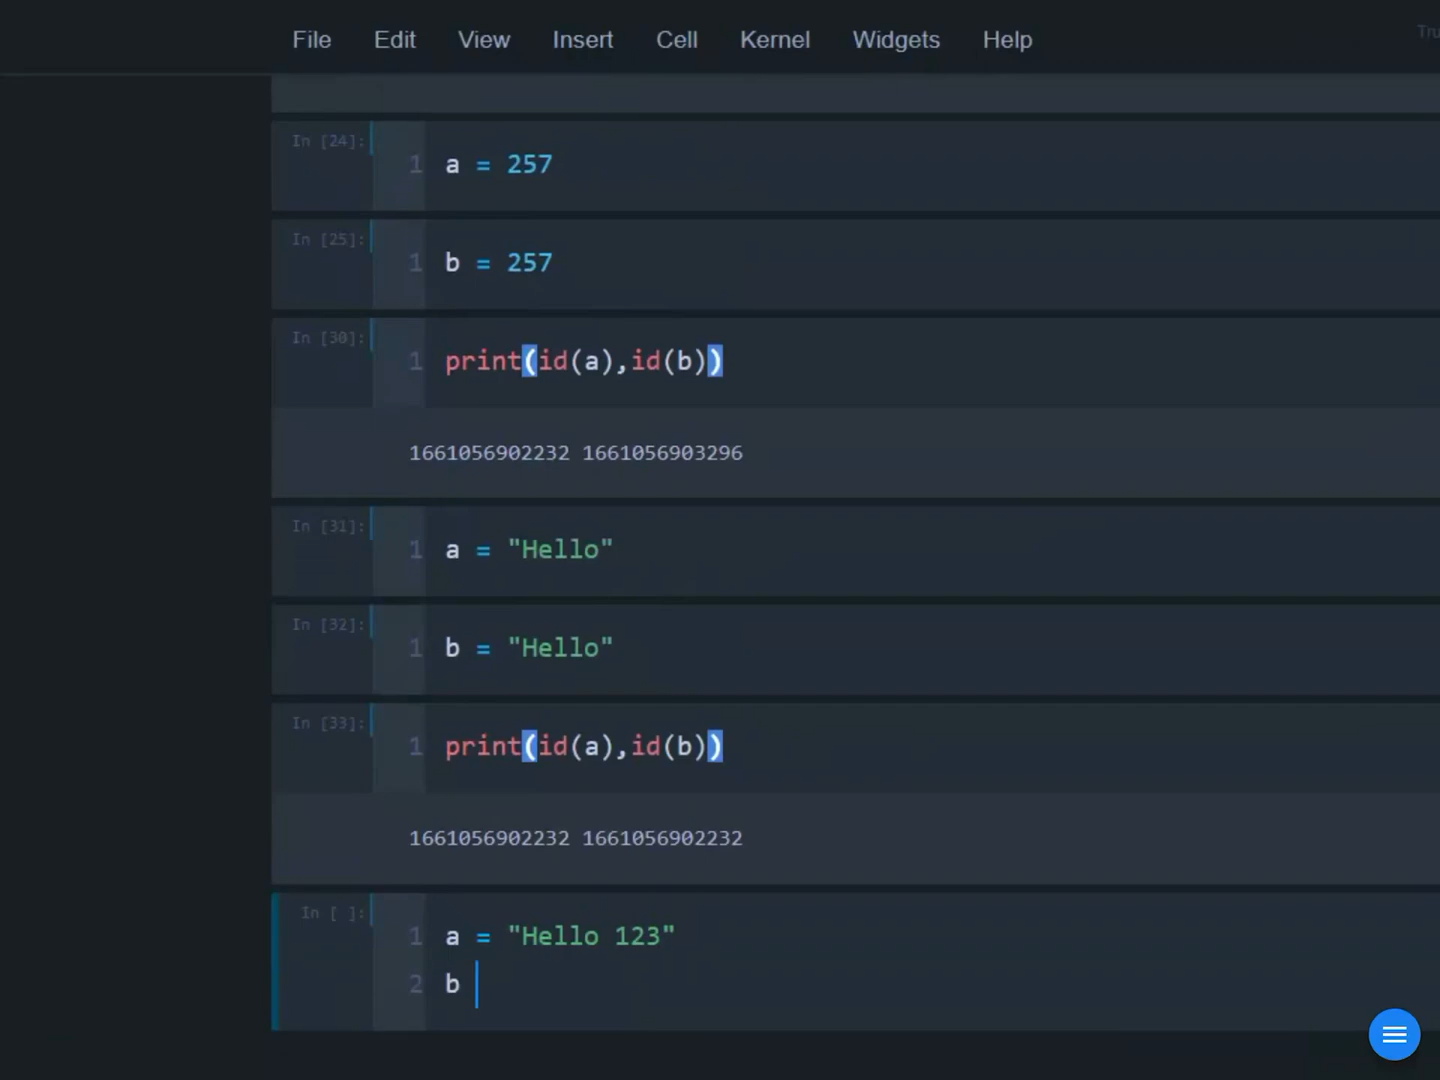 File Edit View Insert Cell Kernel Widgets Help
In [24]:
1 a = 257
In [25]:
1 b = 257
In [30]:
1 print(id(a),id(b))
1661056902232 1661056903296
In [31]:
1 a = "Hello"
In [32]:
1 b = "Hello"
In [33]:
1 print(id(a),id(b))
1661056902232 1661056902232
In [ ]:
1 a = "Hello 123"
2 b